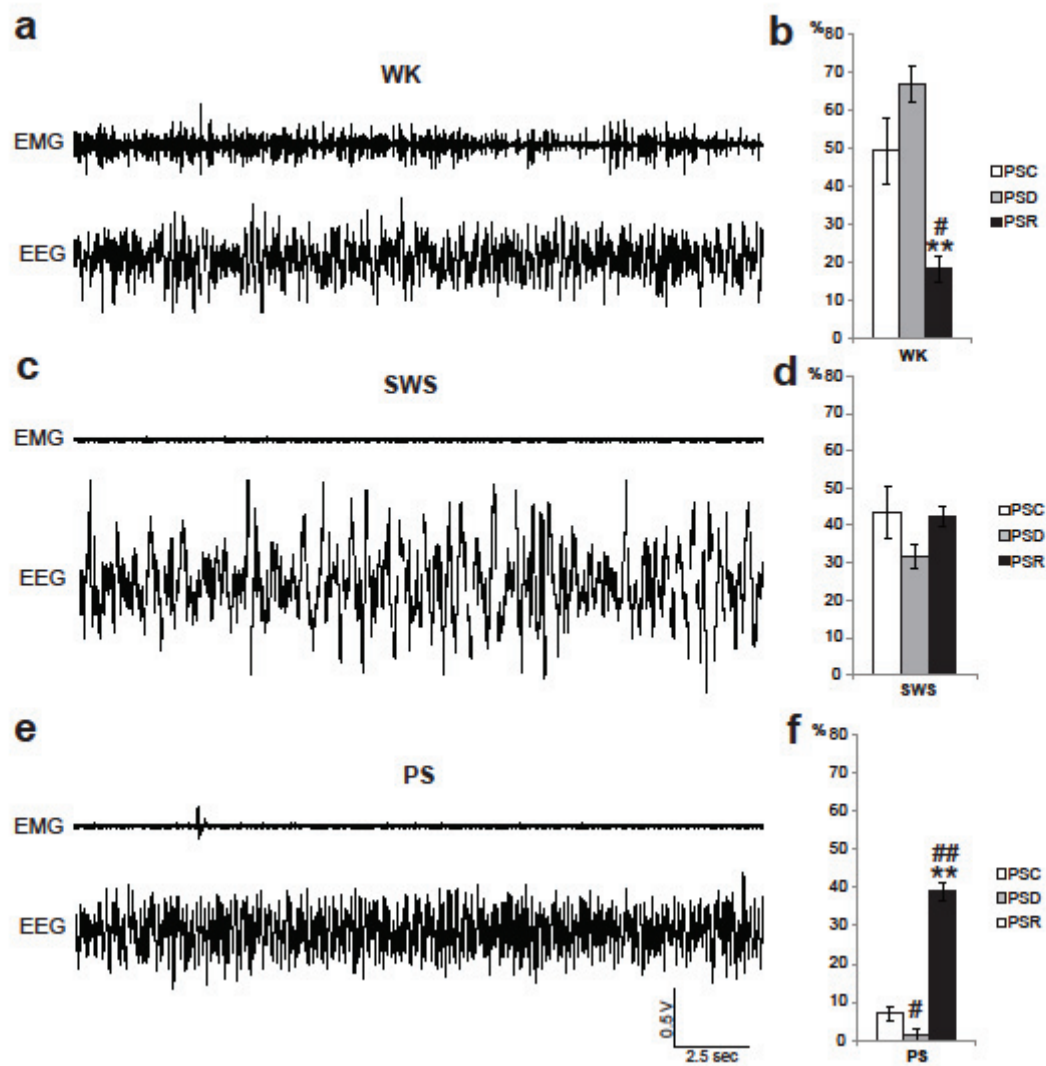 a
WK
EMG
EEG
b
%80
70
60
50
40
30
20
10
0
#
**
WK
PSC
PSD
PSR
c
SWS
EMG
EEG
d
%80
70
60
50
40
30
20
10
0
SWS
PSC
PSD
PSR
e
PS
EMG
EEG
0.5 V
2.5 sec
f
%80
70
60
50
40
30
20
10
0
#
##
**
PS
PSC
PSD
PSR